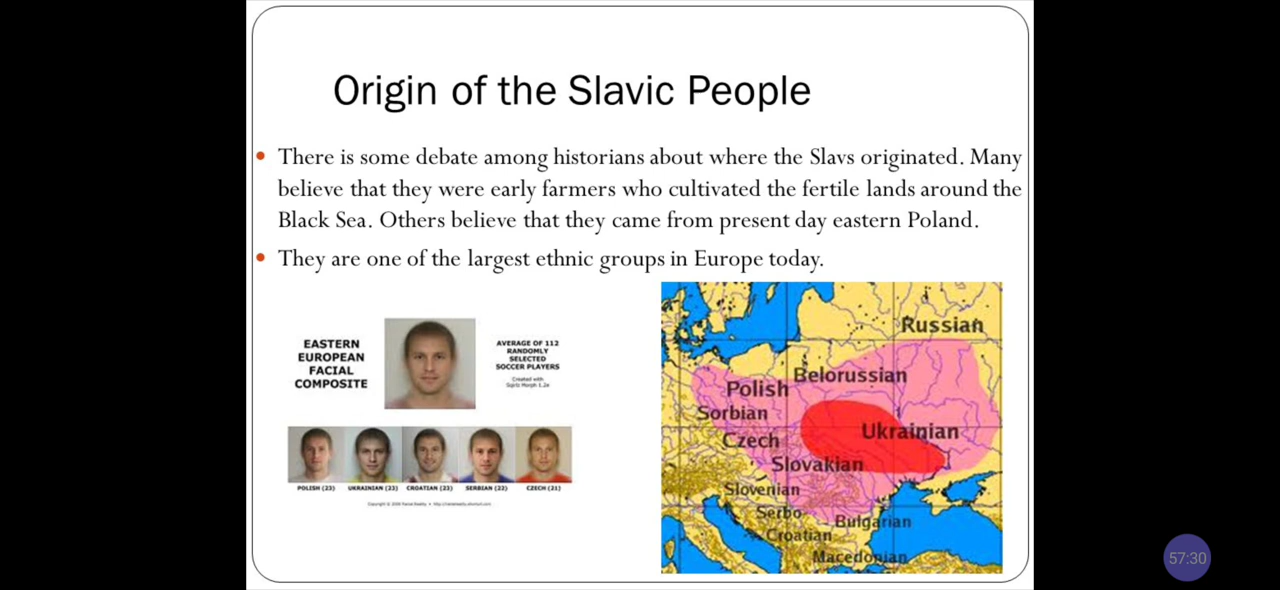 Origin of the Slavic People
There is some debate among historians about where the Slavs originated. Many
believe that they were early farmers who cultivated the fertile lands around the
Black Sea. Others believe that they came from present day eastern Poland.
They are one of the largest ethnic groups in Europe today.
EASTERN
EUROPEAN
FACIAL
COMPOSITE
AVERAGE OF 112
RANDOMLY
SELECTED
SOCCER PLAYERS
Created with
POLISH (23)
UKRAINIAN (23)
CROATIAN (23)
SERBIAN (22)
CZECH (21)
Russian
Belorussian
Polish
Sorbian
Ukrainian
Czech
Slovakian
Slovenian
Serbo
Bulgarian
Croatian
Macedonian
57:30